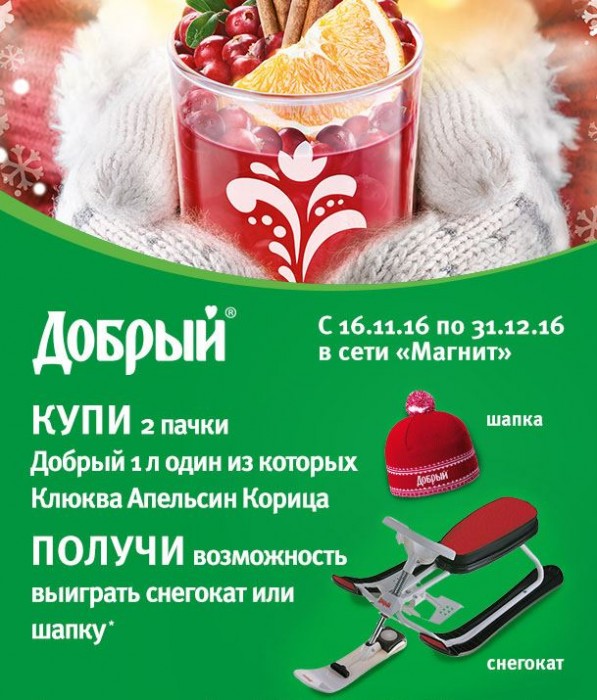 Добрый®
С 16.11.16 по 31.12.16
в сети «Магнит»
КУПИ 2 пачки
Добрый 1 л один из которых
Клюква Апельсин Корица
ПОЛУЧИ возможность
выиграть снегокат или
шапку*
шапка
Добрый
снегокат